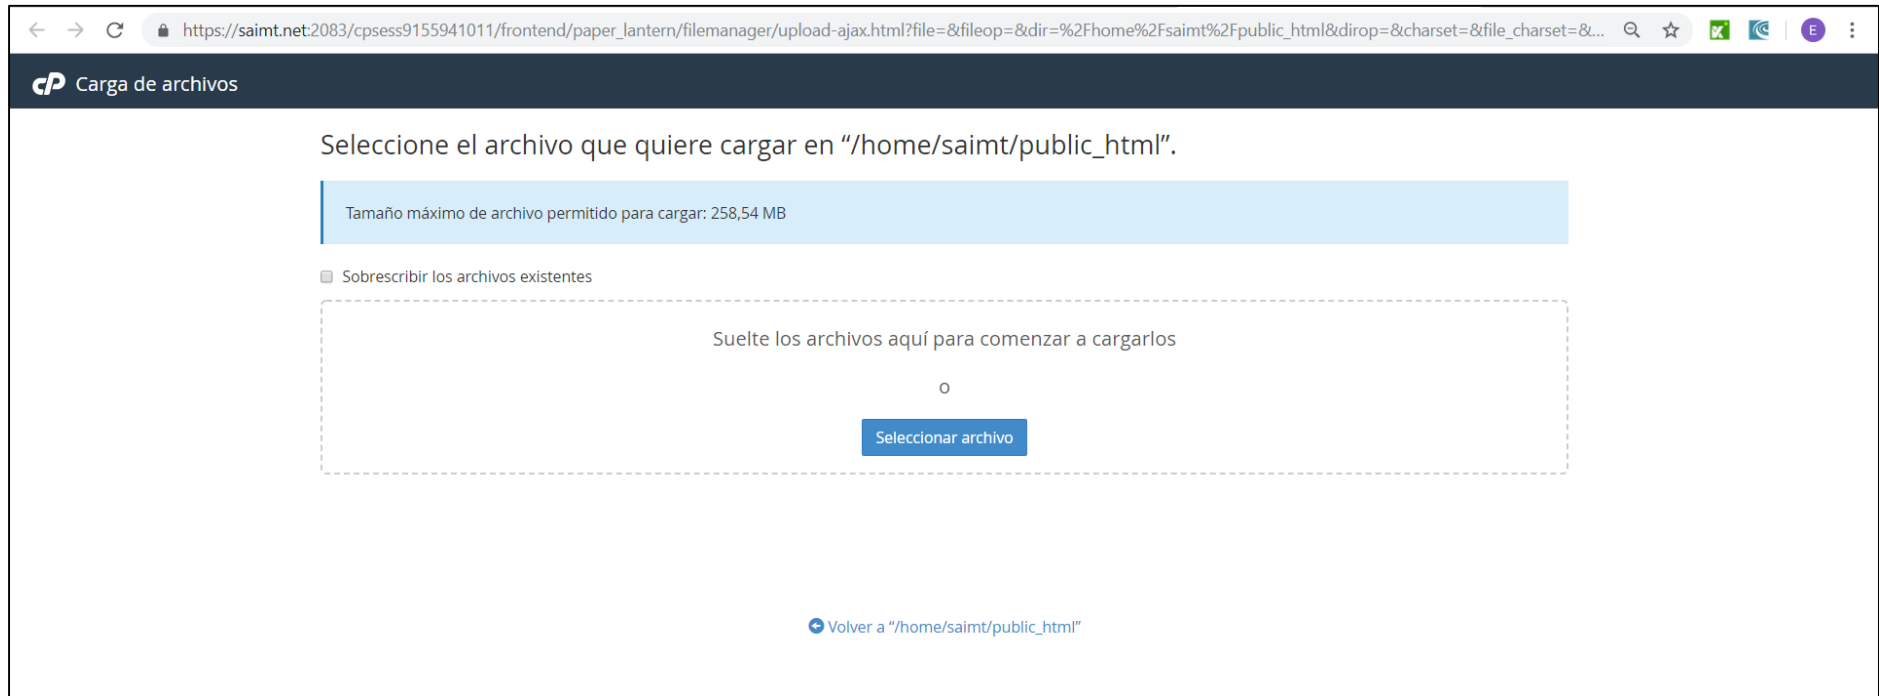 https://saimt.net:2083/cpsess9155941011/frontend/paper_lantern/filemanager/upload-ajax.html?file=&fileop=&dir=%2Fhome%2Fsaimt%2Fpublic_html&dirop=&charset=&file_charset=&...
E
cP Carga de archivos
Seleccione el archivo que quiere cargar en “/home/saimt/public_html”.
Tamaño máximo de archivo permitido para cargar: 258,54 MB
Sobrescribir los archivos existentes
Suelte los archivos aquí para comenzar a cargarlos
o
Seleccionar archivo
Volver a “/home/saimt/public_html”